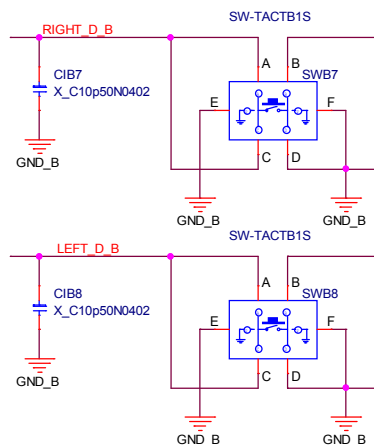 SW-TACTB1S
RIGHT_D_B
A B
CIB7 SWB7
X_C10p50N0402
E F
C D
GND_B
GND_B GND_B
SW-TACTB1S
LEFT_D_B
A B
CIB8 SWB8
X_C10p50N0402
E F
C D
GND_B
GND_B GND_B